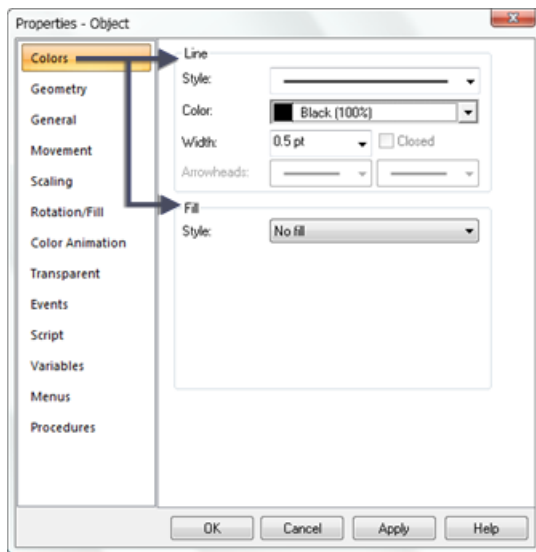 Properties - Object
Colors
Geometry
General
Movement
Scaling
Rotation/Fill
Color Animation
Transparent
Events
Script
Variables
Menus
Procedures
Line
Style:
Color: Black (100%)
Width: 0.5 pt Closed
Arrowheads:
Fill
Style: No fill
OK Cancel Apply Help